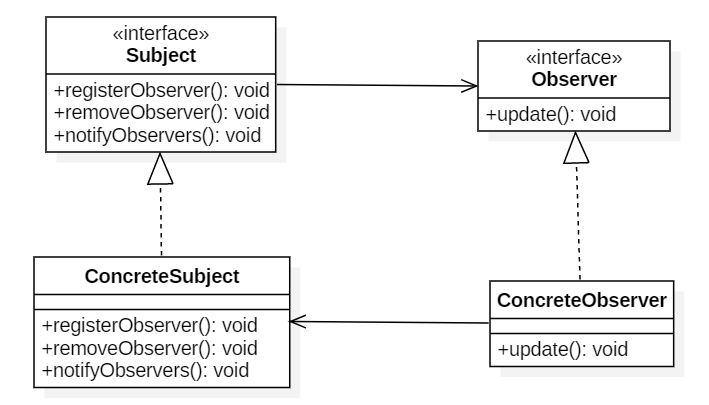 «interface»
Subject
+registerObserver(): void
+removeObserver(): void
+notifyObservers(): void
«interface»
Observer
+update(): void
ConcreteSubject
+registerObserver(): void
+removeObserver(): void
+notifyObservers(): void
ConcreteObserver
+update(): void